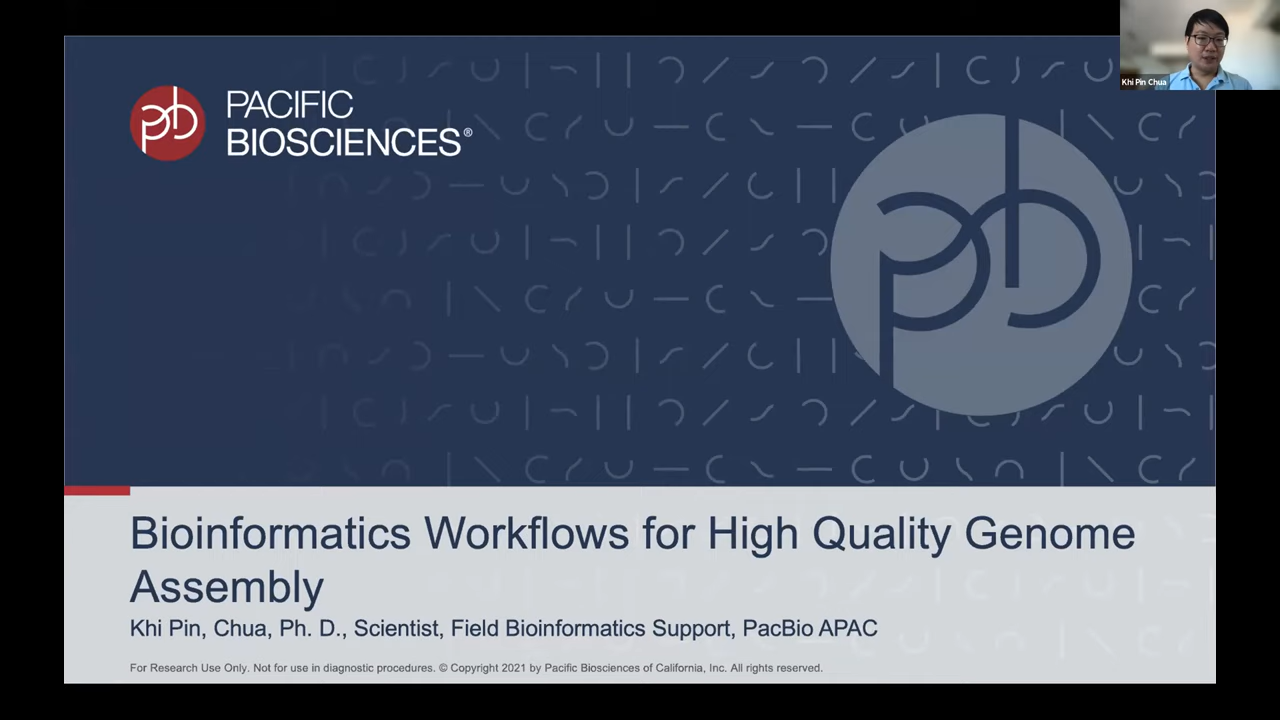 Khi Pin Chua
pb
PACIFIC
BIOSCIENCES®
pb
Bioinformatics Workflows for High Quality Genome
Assembly
Khi Pin, Chua, Ph. D., Scientist, Field Bioinformatics Support, PacBio APAC
For Research Use Only. Not for use in diagnostic procedures. © Copyright 2021 by Pacific Biosciences of California, Inc. All rights reserved.